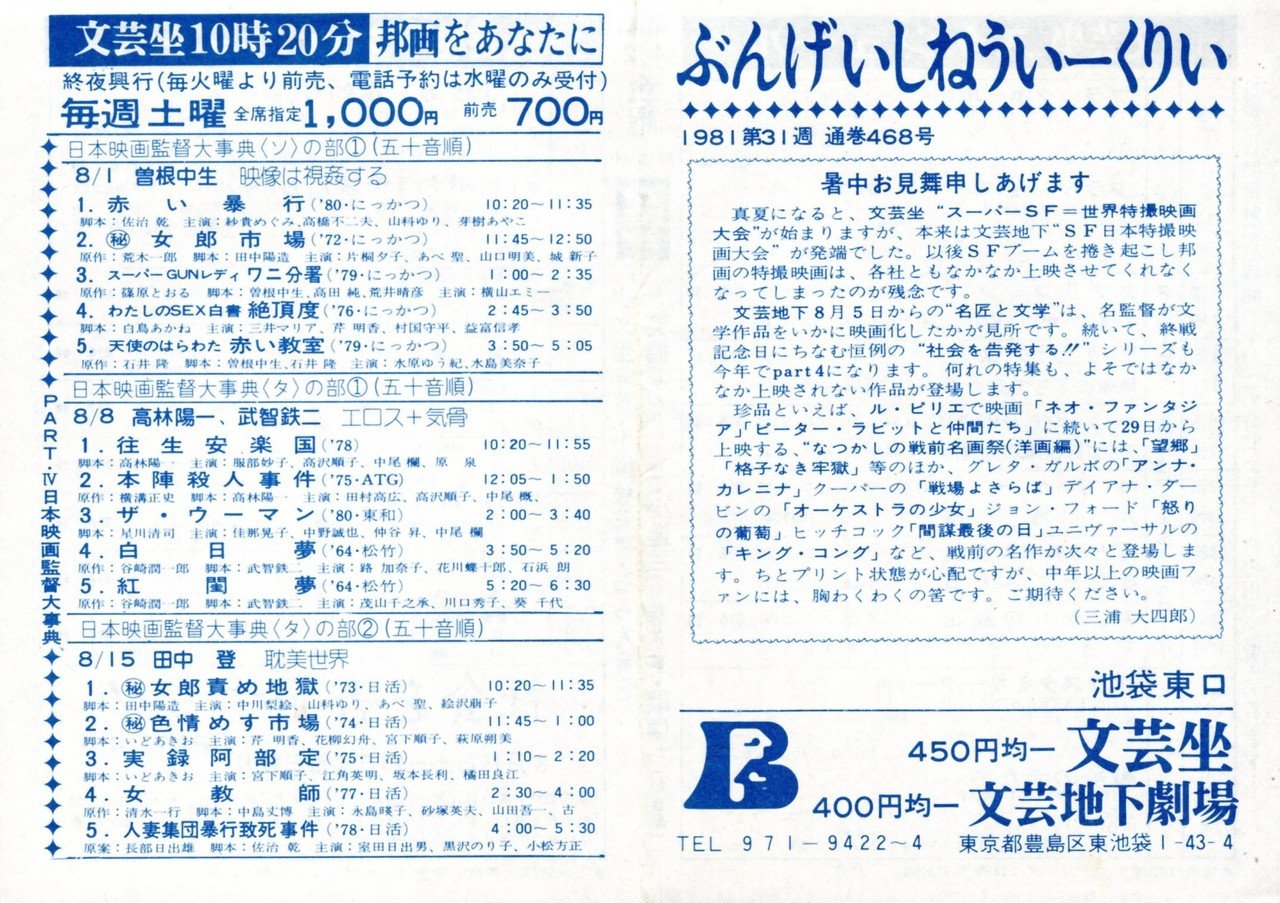 文芸坐10時20分 邦画をあなたに
終夜興行(毎火曜より前売、電話予約は水曜のみ受付)
毎週土曜 全席指定1,000円 前売 700円
PART・Ⅳ日本映画監督大事典
日本映画監督大事典〈ソ〉の部①(五十音順)
8/1 曽根中生 映像は視姦する
1. 赤い暴行('80・にっかつ) 10:20〜11:35
脚本:佐治 乾 主演:紗貴めぐみ、高橋不二夫、山科ゆり、芽樹あやこ
2. ㊙女郎市場('72・にっかつ) 11:45〜12:50
原作:荒木一郎 脚本:田中陽造 主演:片桐夕子、あべ 聖、山口明美、城 新子
3. スーパーGUNレディ ワニ分署('79・にっかつ) 1:00〜2:35
原作:篠原とおる 脚本:曽根中生、高田 純、荒井晴彦 主演:横山エミー
4. わたしのSEX白書 絶頂度('76・にっかつ) 2:45〜3:50
脚本:白鳥あかね 主演:三井マリア、芹 明香、村国守平、益富信孝
5. 天使のはらわた 赤い教室('79・にっかつ) 3:50〜5:05
原作:石井 隆 脚本:曽根中生、石井 隆 主演:水原ゆう紀、水島美奈子
日本映画監督大事典〈タ〉の部①(五十音順)
8/8 高林陽一、武智鉄二 エロス+気骨
1. 往生安楽国('78) 10:20〜11:55
脚本:高林陽一 主演:服部妙子、高沢順子、中尾 欄、原 泉
2. 本陣殺人事件('75・ATG) 12:05〜1:50
原作:横溝正史 脚本:高林陽一 主演:田村高広、高沢順子、中尾 概、
3. ザ・ウーマン('80・東和) 2:00〜3:40
脚本:星川清司 主演:佳那晃子、中野誠也、仲谷 昇、中尾 欄
4. 白日夢('64・松竹) 3:50〜5:20
原作:谷崎潤一郎 脚本:武智鉄二 主演:路 加奈子、花川蝶十郎、石浜 朗
5. 紅閨夢('64・松竹) 5:20〜6:30
原作:谷崎潤一郎 脚本:武智鉄二 主演:茂山千之丞、川口秀子、葵 千代
日本映画監督大事典〈タ〉の部②(五十音順)
8/15 田中 登 耽美世界
1. ㊙女郎責め地獄('73・日活) 10:20〜11:35
脚本:田中陽造 主演:中川梨絵、山科ゆり、あべ 聖、絵沢萠子
2. ㊙色情めす市場('74・日活) 11:45〜1:00
脚本:いどあきお 主演:芹 明香、花柳幻舟、宮下順子、萩原朔美
3. 実録阿部定('75・日活) 1:10〜2:20
脚本:いどあきお 主演:宮下順子、江角英明、坂本長利、橘田良江
4. 女教師('77・日活) 2:30〜4:00
原作:清水一行 脚本:中島丈博 主演:永島暎子、砂塚英夫、山田吾一、古
5. 人妻集団暴行致死事件('78・日活) 4:00〜5:30
原案:長部日出雄 脚本:佐治 乾 主演:室田日出男、黒沢のり子、小松方正
ぶんげいしねうぃーくりぃ
1981第31週 通巻468号
暑中お見舞申しあげます
真夏になると、文芸坐“スーパーSF=世界特撮映画
大会”が始まりますが、本来は文芸地下“SF日本特撮映
画大会”が発端でした。以後SFブームを捲き起こし邦
画の特撮映画は、各社ともなかなか上映させてくれなく
なってしまったのが残念です。
文芸地下8月5日からの“名匠と文学”は、名監督が文
学作品をいかに映画化したかが見所です。続いて、終戦
記念日にちなむ恒例の“社会を告発する!!”シリーズも
今年でpart4になります。何れの特集も、よそではなか
なか上映されない作品が登場します。
珍品といえば、ル・ピリエで映画「ネオ・ファンタジ
ア」「ピーター・ラビットと仲間たち」に続いて29日から
上映する、“なつかしの戦前名画祭(洋画編)”には、「望郷」
「格子なき牢獄」等のほか、グレタ・ガルボの「アンナ・
カレニナ」クーパーの「戦場よさらば」デイアナ・ダー
ビンの「オーケストラの少女」ジョン・フォード「怒り
の葡萄」ヒッチコック「間諜最後の日」ユニヴァーサルの
「キング・コング」など、戦前の名作が次々と登場しま
す。ちとプリント状態が心配ですが、中年以上の映画フ
ァンには、胸わくわくの筈です。ご期待ください。
(三浦 大四郎)
池袋東口
450円均一 文芸坐
400円均一 文芸地下劇場
TEL 971-9422〜4 東京都豊島区東池袋1-43-4